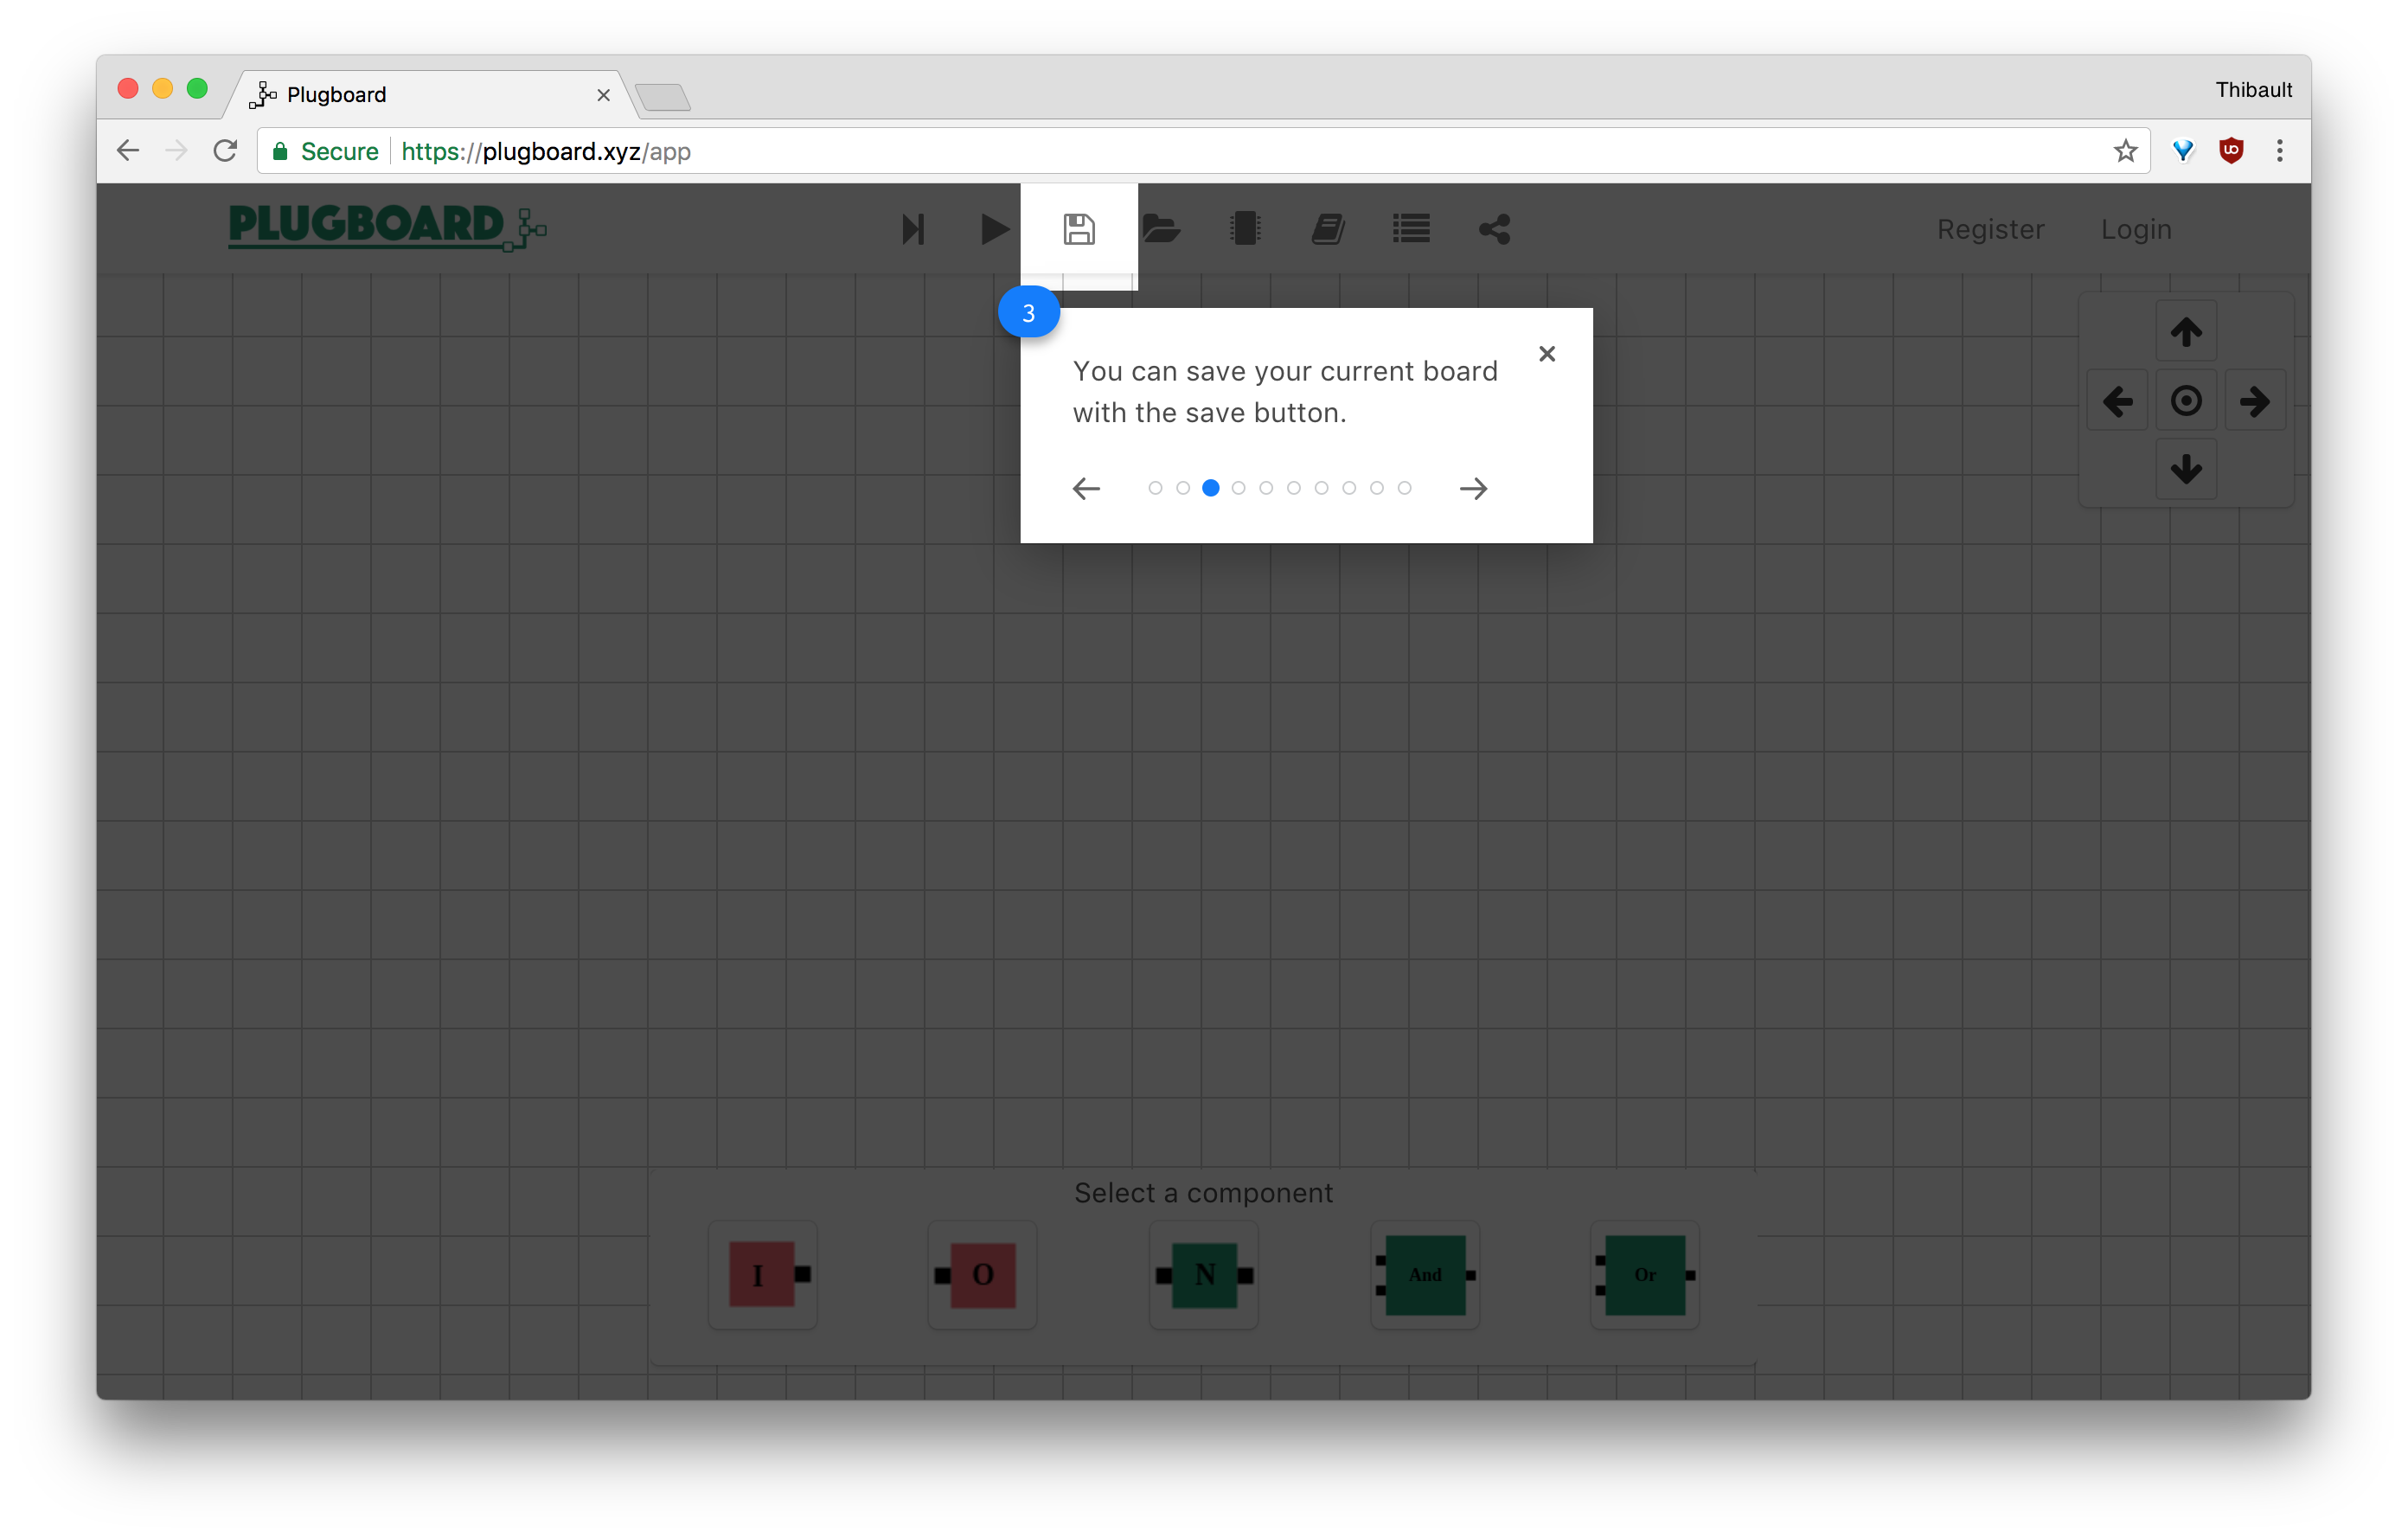 Plugboard
Thibault
Secure
https://plugboard.xyz/app
PLUGBOARD
Register
Login
3
You can save your current board
with the save button.
Select a component
I
O
N
And
Or